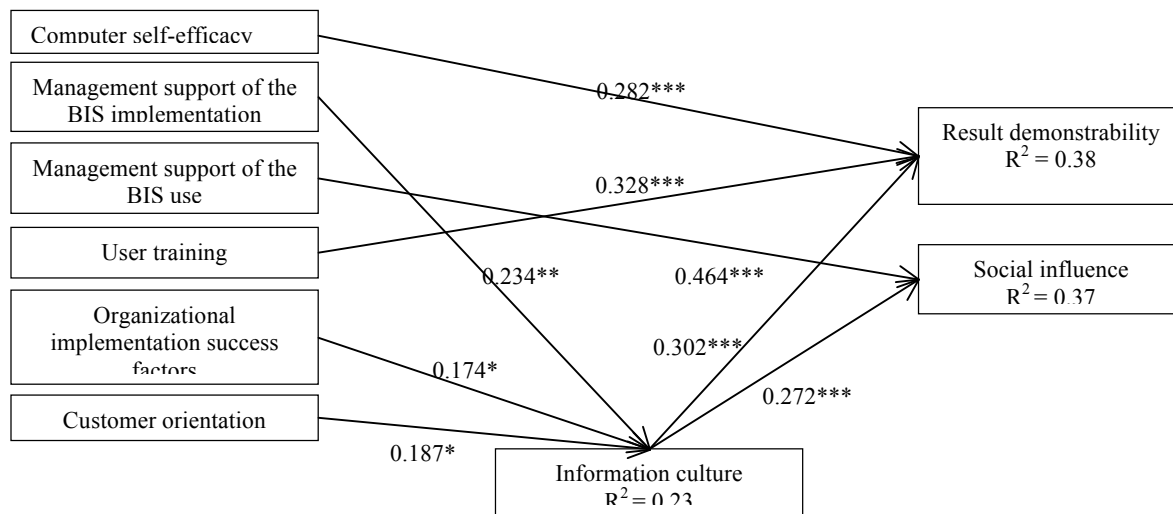 Computer self-efficacy
Management support of the
BIS implementation
Management support of the
BIS use
User training
Organizational
implementation success
factors
Customer orientation
0.282***
0.328***
0.234**
0.464***
0.302***
0.174*
0.272***
0.187*
Result demonstrability
R² = 0.38
Social influence
R² = 0.37
Information culture
R² = 0.23